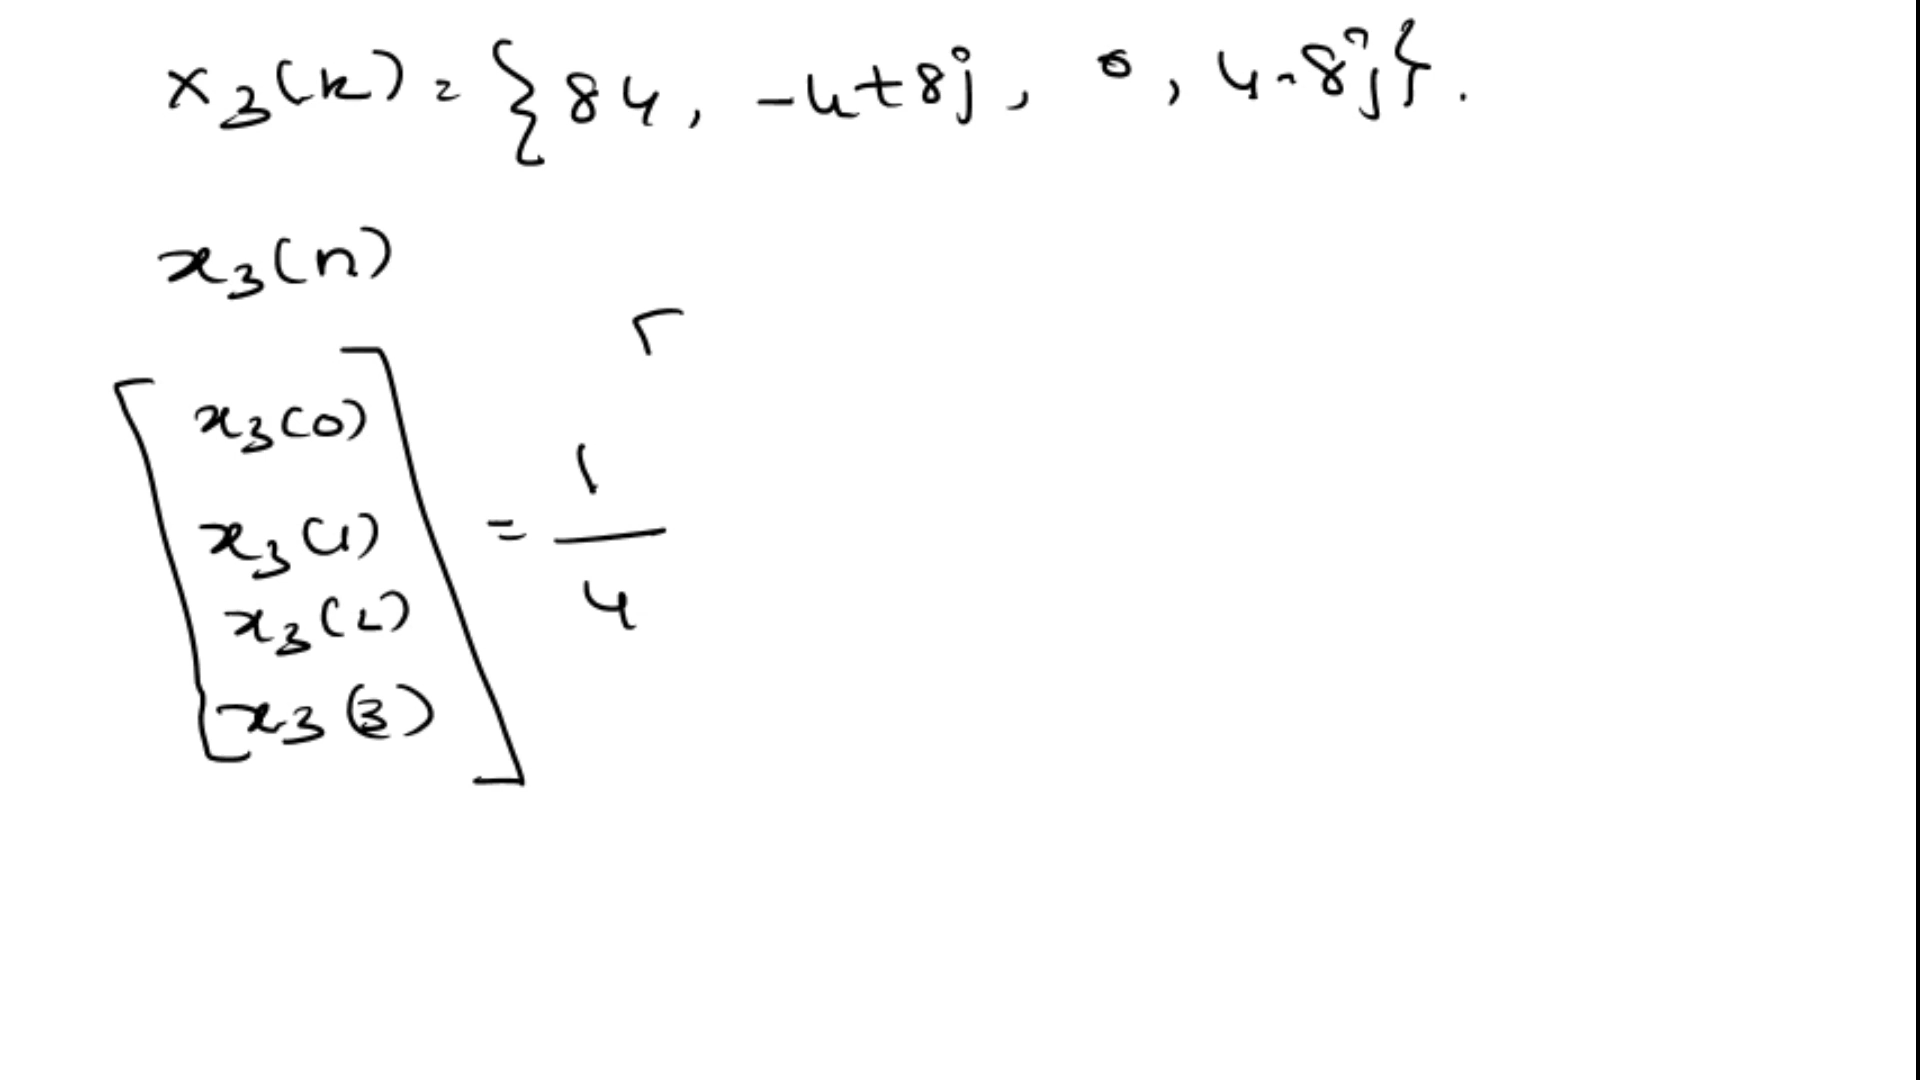 x₃(k) = {84, -4+8j, 0, 4-8j}.
x₃(n)
[x₃(0)
x₃(1) = 1/4 [
x₃(2)
x₃(3)]